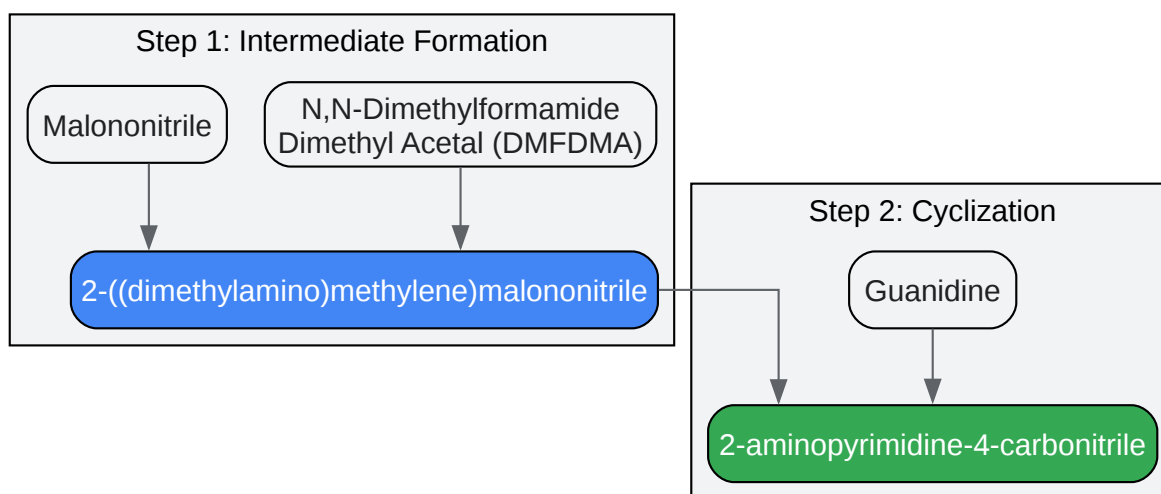 Step 1: Intermediate Formation
Malononitrile
N,N-Dimethylformamide
Dimethyl Acetal (DMFDMA)
2-((dimethylamino)methylene)malononitrile
Step 2: Cyclization
Guanidine
2-aminopyrimidine-4-carbonitrile